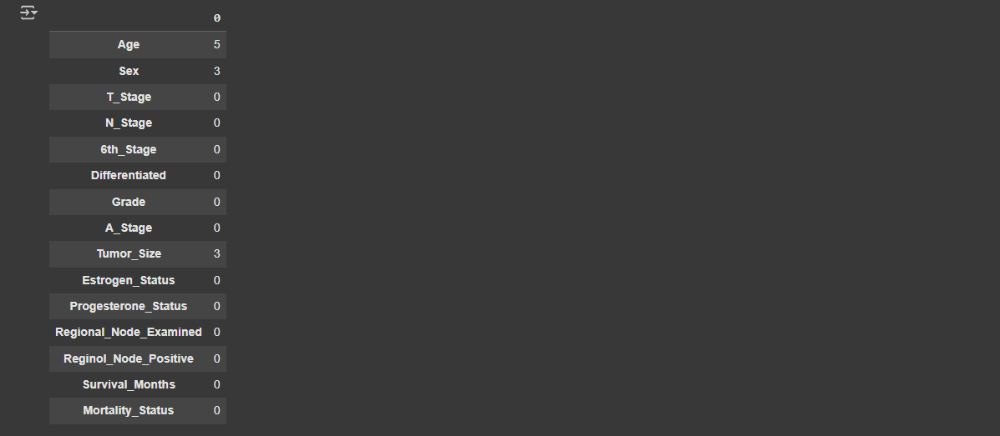 0
Age 5
Sex 3
T_Stage 0
N_Stage 0
6th_Stage 0
Differentiated 0
Grade 0
A_Stage 0
Tumor_Size 3
Estrogen_Status 0
Progesterone_Status 0
Regional_Node_Examined 0
Reginol_Node_Positive 0
Survival_Months 0
Mortality_Status 0